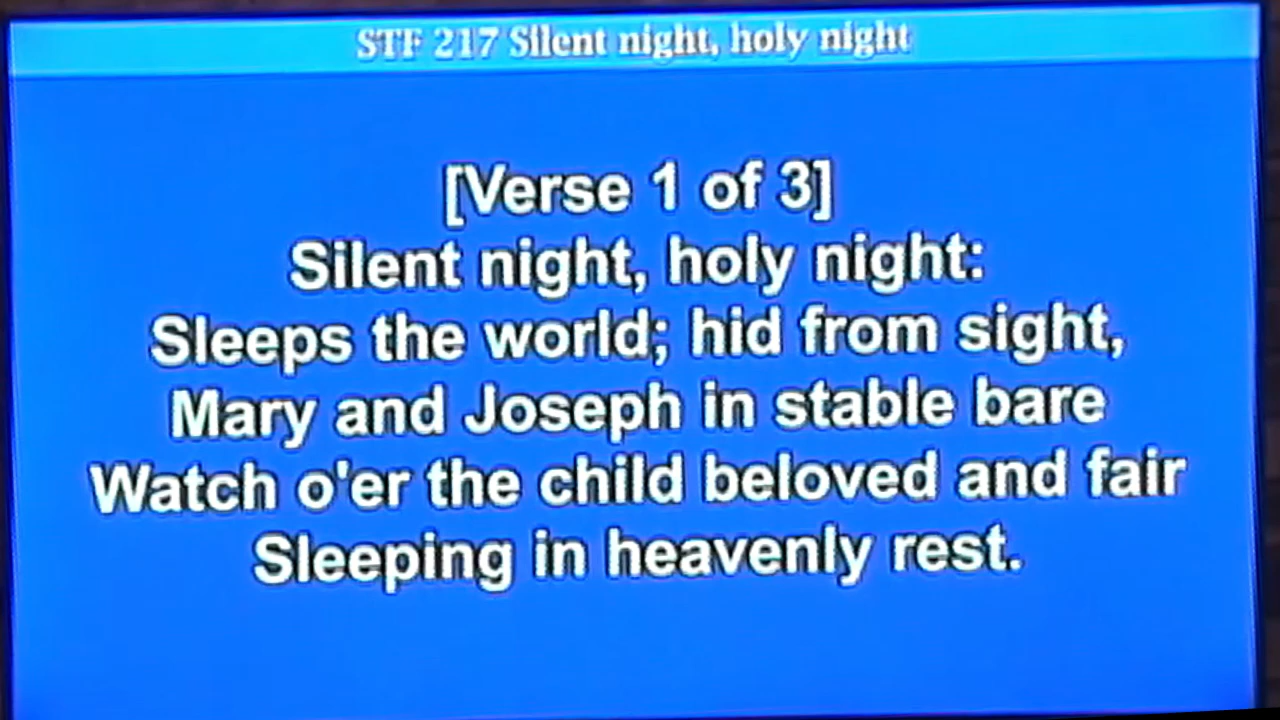 STF 217 Silent night, holy night
[Verse 1 of 3]
Silent night, holy night:
Sleeps the world; hid from sight,
Mary and Joseph in stable bare
Watch o'er the child beloved and fair
Sleeping in heavenly rest.